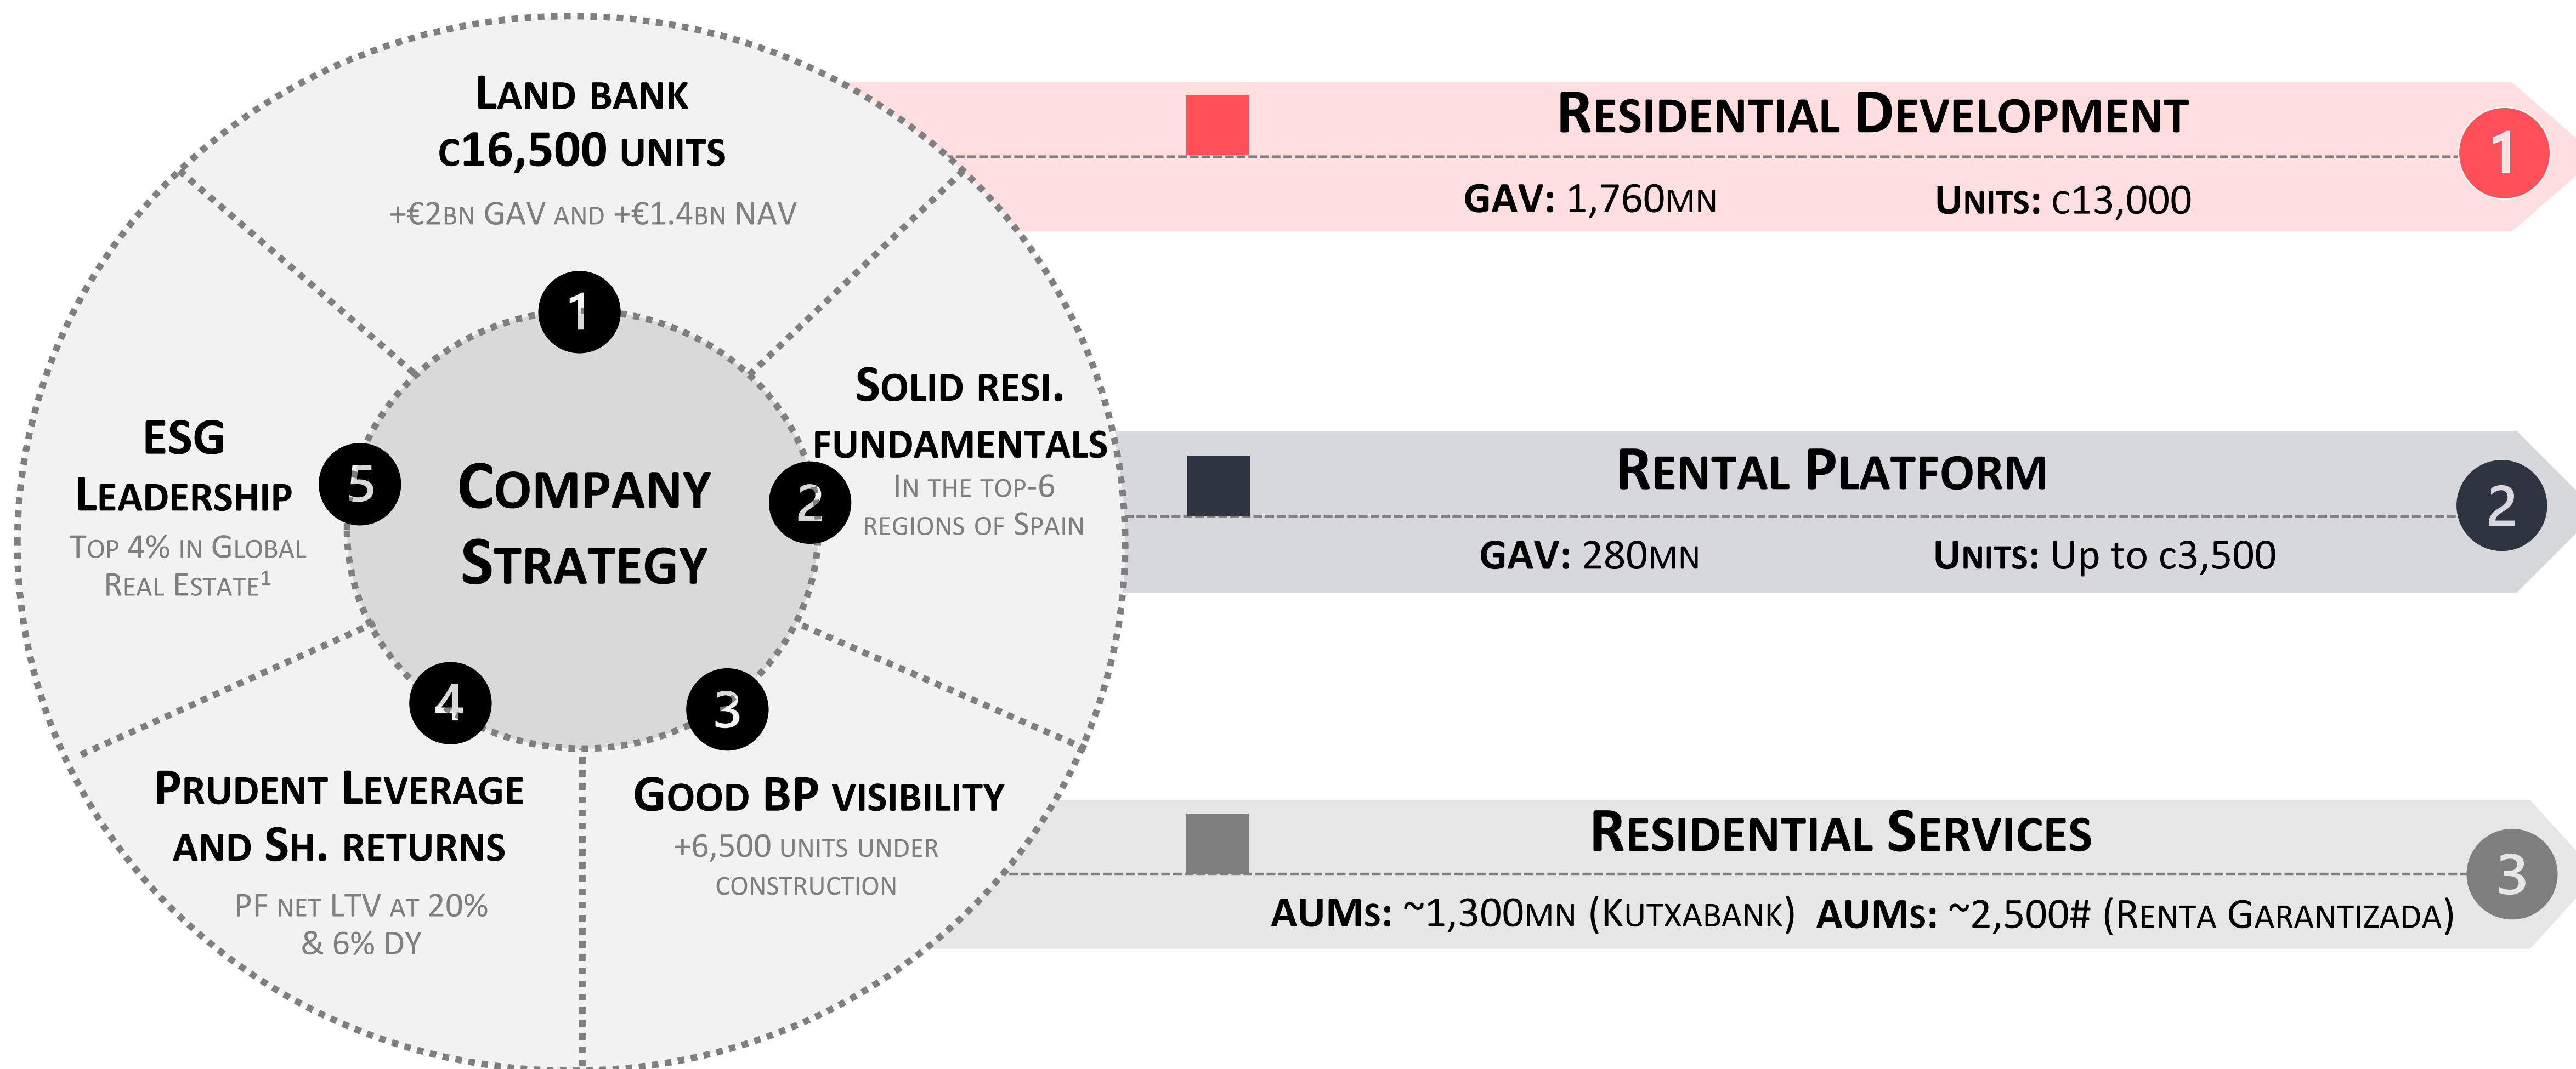 Land bank
c16,500 units
+€2bn GAV and +€1.4bn NAV
1
Solid resi.
fundamentals
In the top-6
regions of Spain
2
Good BP visibility
+6,500 units under
construction
3
Prudent Leverage
and Sh. returns
PF net LTV at 20%
& 6% DY
4
ESG
Leadership
Top 4% in Global
Real Estate¹
5
Company
Strategy
Residential Development
1
GAV: 1,760mn Units: c13,000
Rental Platform
2
GAV: 280mn Units: Up to c3,500
Residential Services
3
AUMs: ~1,300mn (Kutxabank) AUMs: ~2,500# (Renta Garantizada)